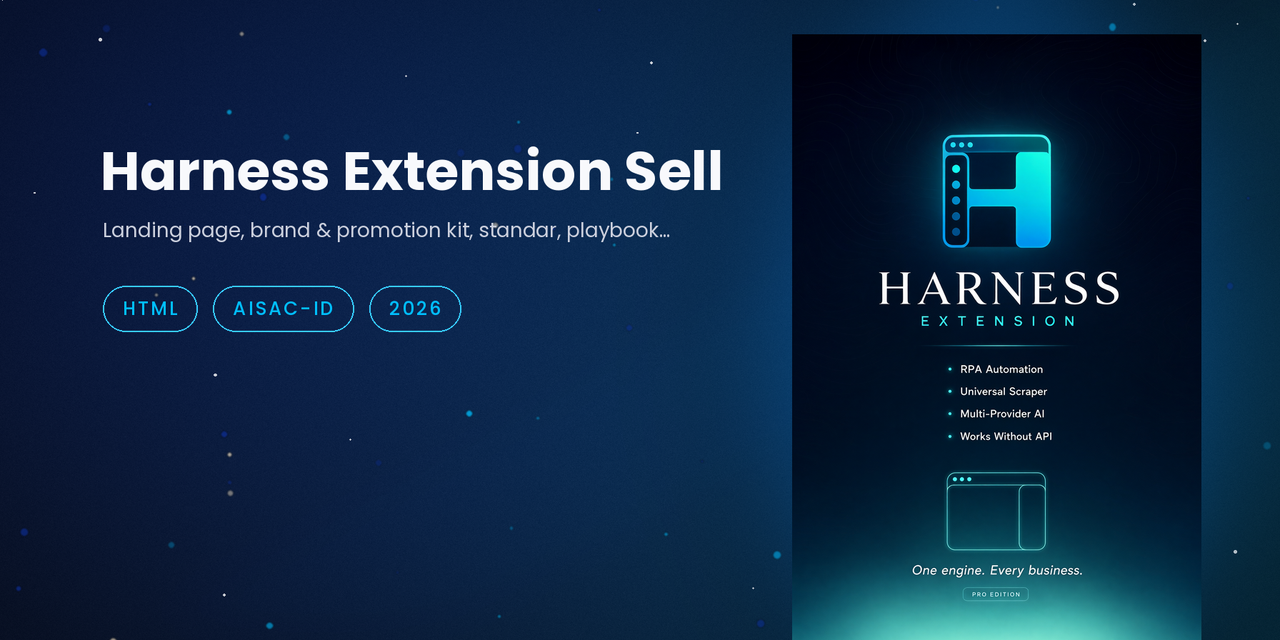 Harness Extension Sell
Landing page, brand & promotion kit, standar, playbook...
HTML
AISAC-ID
2026
HARNESS
EXTENSION
• RPA Automation
• Universal Scraper
• Multi-Provider AI
• Works Without API
One engine. Every business.
PRO EDITION